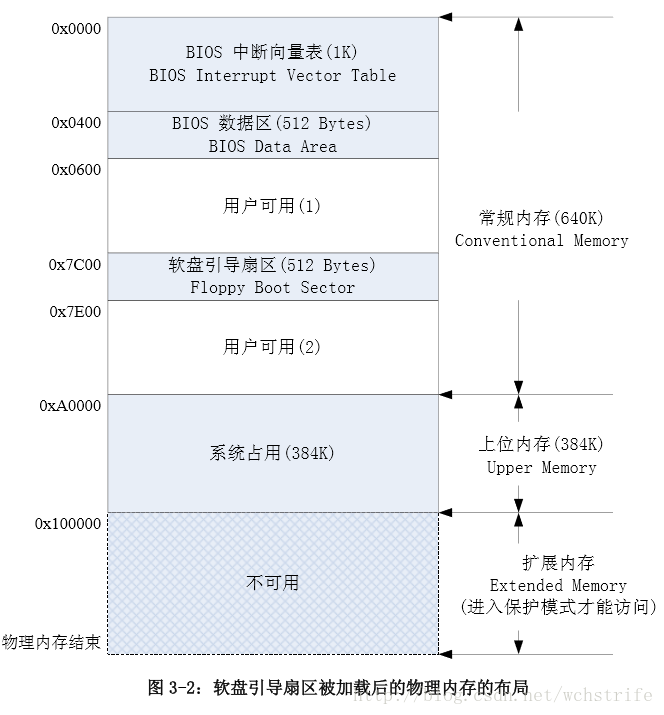 0x0000
BIOS 中断向量表(1K)
BIOS Interrupt Vector Table
0x0400
BIOS 数据区(512 Bytes)
BIOS Data Area
0x0600
用户可用(1)
常规内存(640K)
Conventional Memory
0x7C00
软盘引导扇区(512 Bytes)
Floppy Boot Sector
0x7E00
用户可用(2)
0xA0000
系统占用(384K)
上位内存(384K)
Upper Memory
0x100000
不可用
扩展内存
Extended Memory
(进入保护模式才能访问)
物理内存结束
图 3-2：软盘引导扇区被加载后的物理内存的布局
http://blog.csdn.net/wchstrife